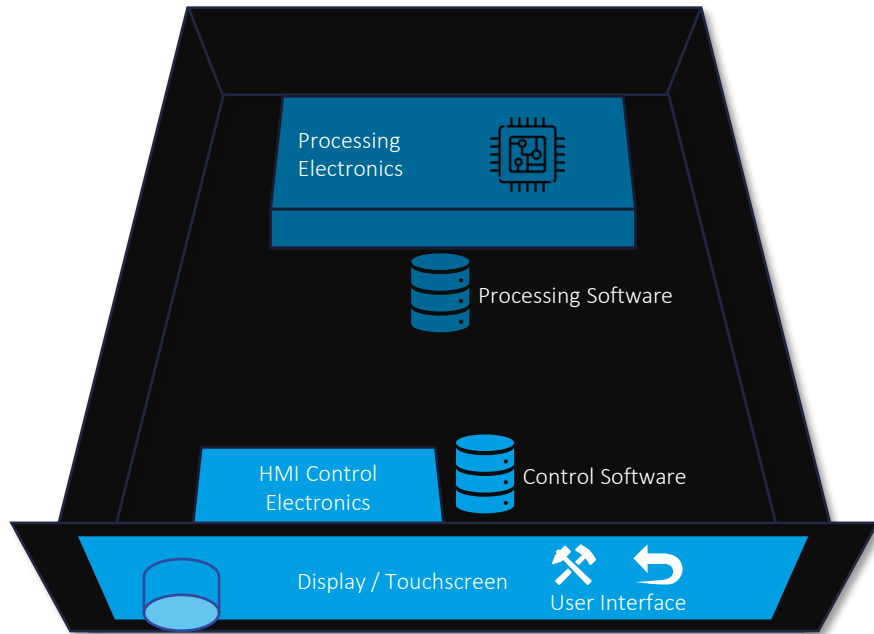 Processing
Electronics
Processing Software
HMI Control
Electronics
Control Software
Display / Touchscreen
User Interface